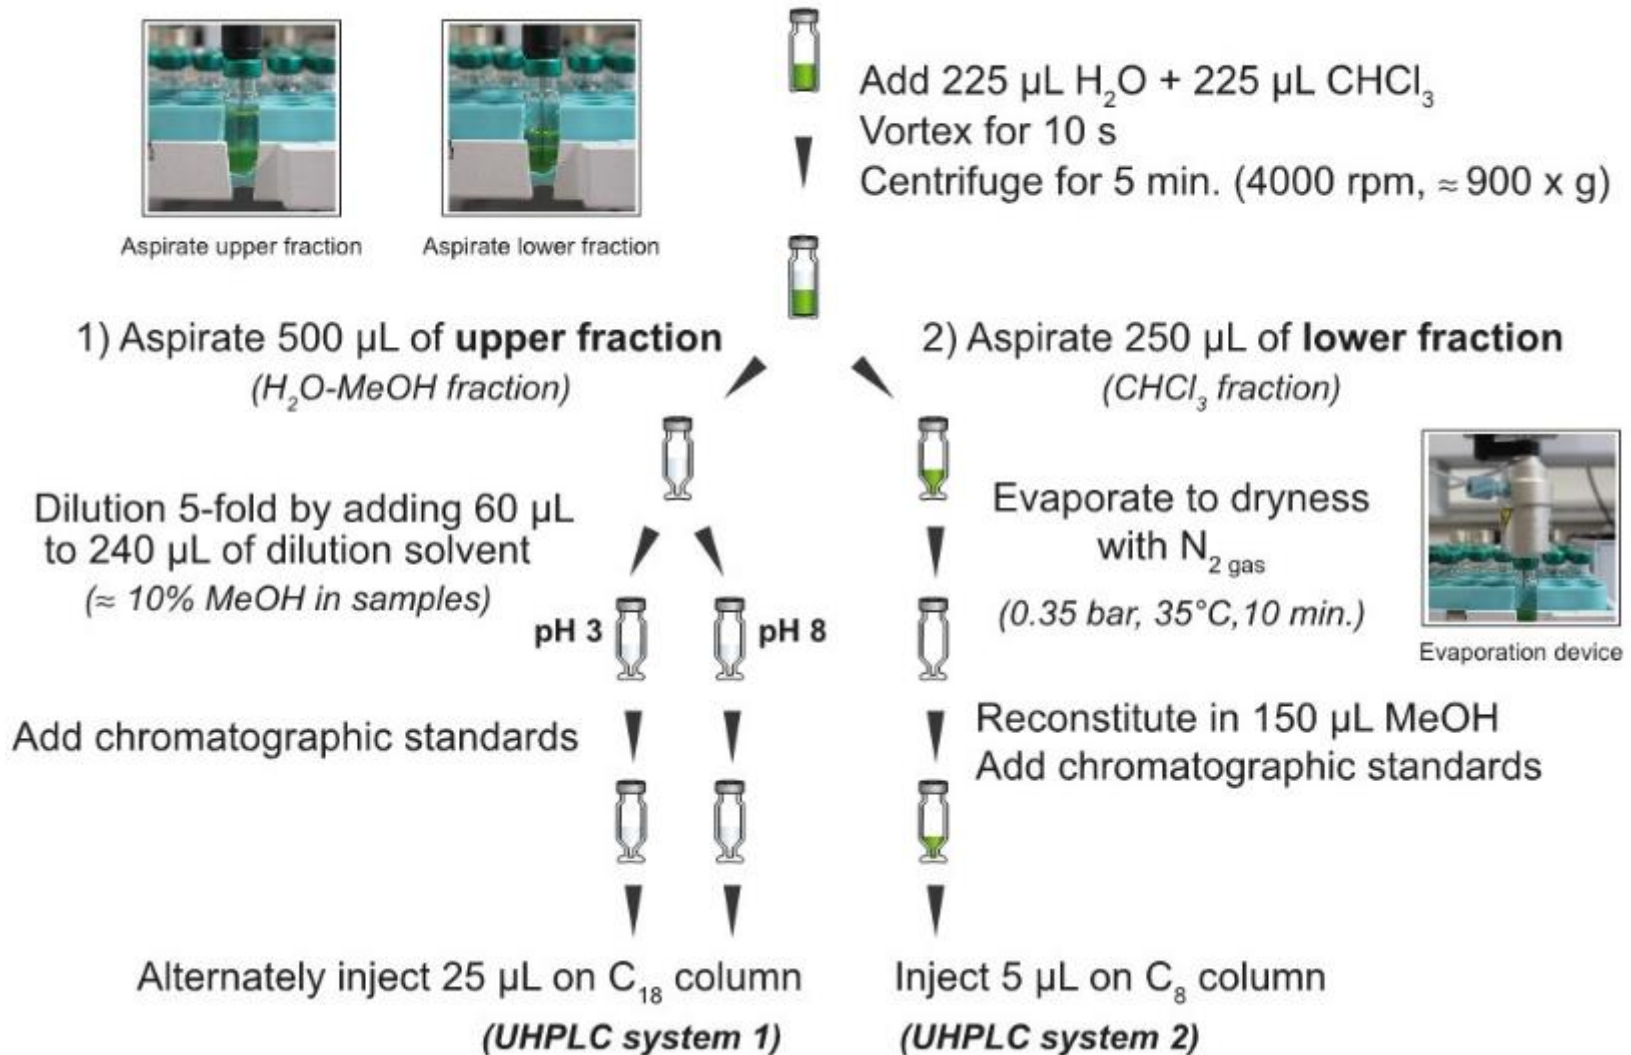 Add 225 µL H₂O + 225 µL CHCl₃
Vortex for 10 s
Centrifuge for 5 min. (4000 rpm, ≈ 900 x g)
Aspirate upper fraction
Aspirate lower fraction
1) Aspirate 500 µL of upper fraction
(H₂O-MeOH fraction)
2) Aspirate 250 µL of lower fraction
(CHCl₃ fraction)
Dilution 5-fold by adding 60 µL
to 240 µL of dilution solvent
(≈ 10% MeOH in samples)
pH 3
pH 8
Evaporate to dryness
with N₂ gas
(0.35 bar, 35°C,10 min.)
Evaporation device
Add chromatographic standards
Reconstitute in 150 µL MeOH
Add chromatographic standards
Alternately inject 25 µL on C₁₈ column
(UHPLC system 1)
Inject 5 µL on C₈ column
(UHPLC system 2)